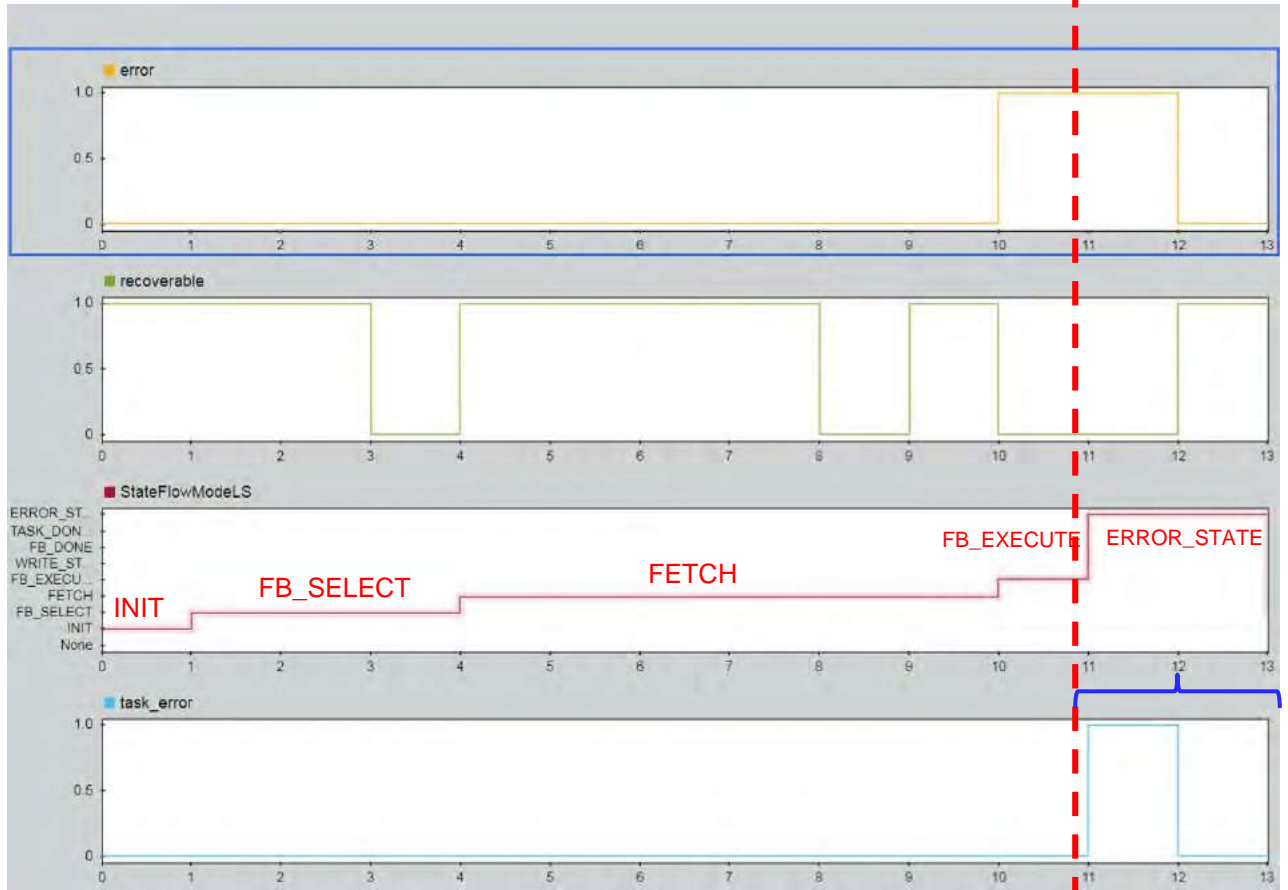 error
1.0
0.5
0
0 1 2 3 4 5 6 7 8 9 10 11 12 13
recoverable
1.0
0.5
0
0 1 2 3 4 5 6 7 8 9 10 11 12 13
StateFlowModeLS
ERROR_ST...
TASK_DON...
FB_DONE
WRITE_ST...
FB_EXECU...
FETCH
FB_SELECT
INIT
None
INIT
FB_SELECT
FETCH
FB_EXECUTE
ERROR_STATE
0 1 2 3 4 5 6 7 8 9 10 11 12 13
task_error
1.0
0.5
0
0 1 2 3 4 5 6 7 8 9 10 11 12 13